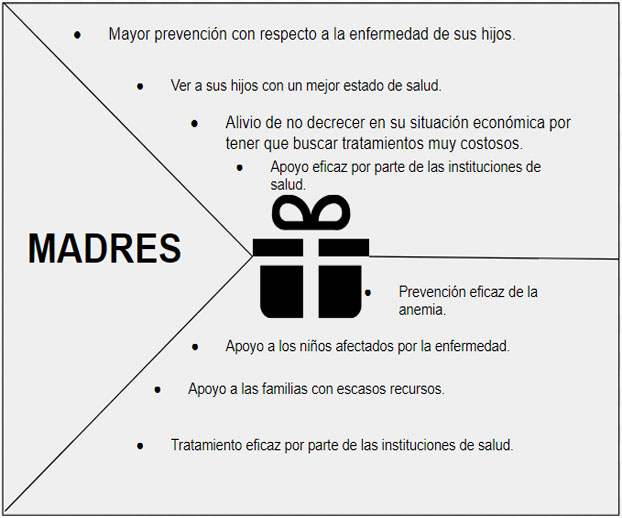 • Mayor prevención con respecto a la enfermedad de sus hijos.
• Ver a sus hijos con un mejor estado de salud.
• Alivio de no decrecer en su situación económica por
tener que buscar tratamientos muy costosos.
• Apoyo eficaz por parte de las instituciones de
salud.
MADRES
• Prevención eficaz de la
anemia.
• Apoyo a los niños afectados por la enfermedad.
• Apoyo a las familias con escasos recursos.
• Tratamiento eficaz por parte de las instituciones de salud.